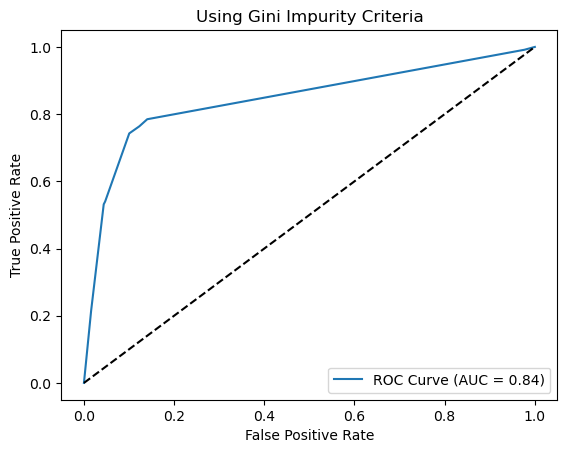 Using Gini Impurity Criteria
1.0
0.8
0.6
0.4
0.2
0.0
True Positive Rate
ROC Curve (AUC = 0.84)
0.0 0.2 0.4 0.6 0.8 1.0
False Positive Rate